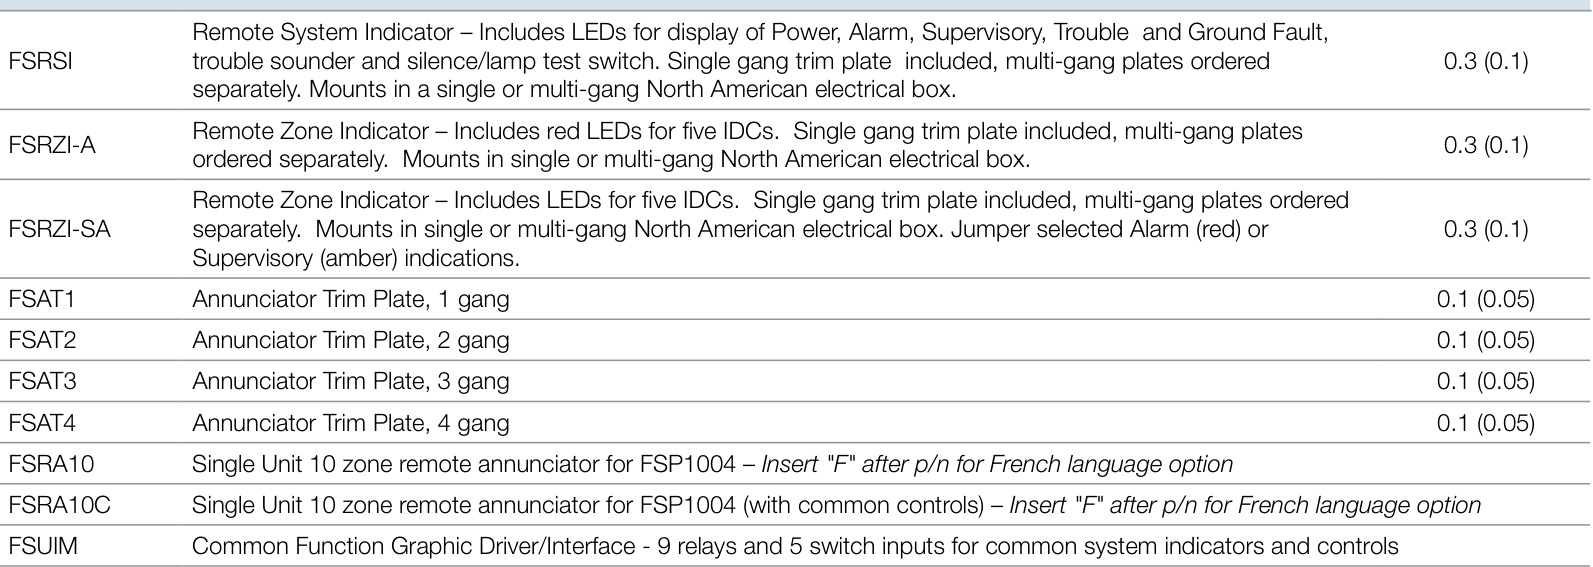 FSRSI
Remote System Indicator – Includes LEDs for display of Power, Alarm, Supervisory, Trouble  and Ground Fault,
trouble sounder and silence/lamp test switch. Single gang trim plate  included, multi-gang plates ordered
separately. Mounts in a single or multi-gang North American electrical box.
0.3 (0.1)
FSRZI-A
Remote Zone Indicator – Includes red LEDs for five IDCs.  Single gang trim plate included, multi-gang plates
ordered separately.  Mounts in single or multi-gang North American electrical box.
0.3 (0.1)
FSRZI-SA
Remote Zone Indicator – Includes LEDs for five IDCs.  Single gang trim plate included, multi-gang plates ordered
separately.  Mounts in single or multi-gang North American electrical box. Jumper selected Alarm (red) or
Supervisory (amber) indications.
0.3 (0.1)
FSAT1 Annunciator Trim Plate, 1 gang 0.1 (0.05)
FSAT2 Annunciator Trim Plate, 2 gang 0.1 (0.05)
FSAT3 Annunciator Trim Plate, 3 gang 0.1 (0.05)
FSAT4 Annunciator Trim Plate, 4 gang 0.1 (0.05)
FSRA10 Single Unit 10 zone remote annunciator for FSP1004 – Insert "F" after p/n for French language option
FSRA10C Single Unit 10 zone remote annunciator for FSP1004 (with common controls) – Insert "F" after p/n for French language option
FSUIM Common Function Graphic Driver/Interface - 9 relays and 5 switch inputs for common system indicators and controls